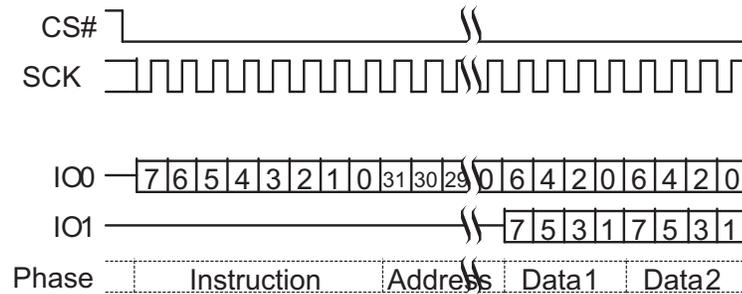 CS#
SCK
IO0 7 6 5 4 3 2 1 0 31 30 29 0 6 4 2 0 6 4 2 0
IO1 7 5 3 1 7 5 3 1
Phase Instruction Address Data1 Data2